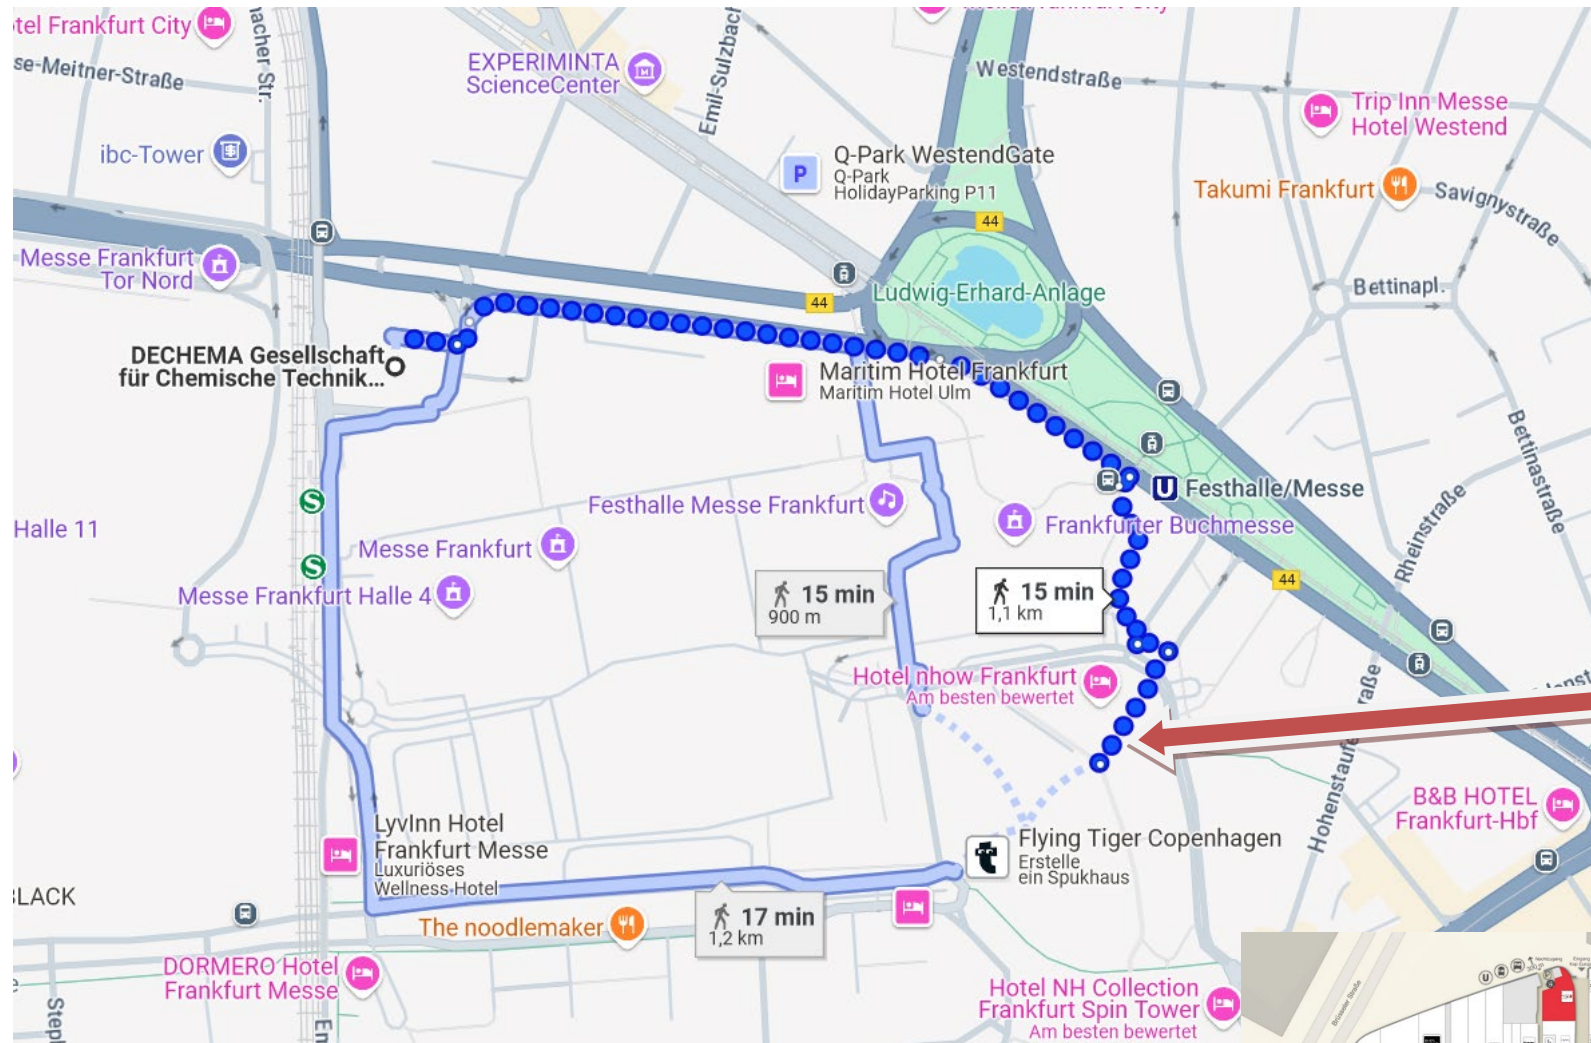 otel Frankfurt City
se-Meitner-Straße
acher Str.
EXPERIMINTA
ScienceCenter
Emil-Sulzbach
Westendstraße
Trip Inn Messe
Hotel Westend
ibc-Tower
P
Q-Park WestendGate
Q-Park
HolidayParking P11
Takumi Frankfurt
Savignystraße
44
Messe Frankfurt
Tor Nord
44
Ludwig-Erhard-Anlage
Bettinapl.
DECHEMA Gesellschaft
für Chemische Technik...
Maritim Hotel Frankfurt
Maritim Hotel Ulm
Bettinastraße
S
Festhalle Messe Frankfurt
U Festhalle/Messe
Halle 11
Messe Frankfurt
Frankfurter Buchmesse
Rheinstraße
S
Messe Frankfurt Halle 4
15 min
900 m
15 min
1,1 km
44
Hotel nhow Frankfurt
Am besten bewertet
Hohenstaufenstraße
B&B HOTEL
Frankfurt-Hbf
LyvInn Hotel
Frankfurt Messe
Luxuriöses
Wellness Hotel
Flying Tiger Copenhagen
Erstelle
ein Spukhaus
LACK
The noodlemaker
17 min
1,2 km
DORMERO Hotel
Frankfurt Messe
Hotel NH Collection
Frankfurt Spin Tower
Am besten bewertet
Steph
Em
Brüsseler Straße